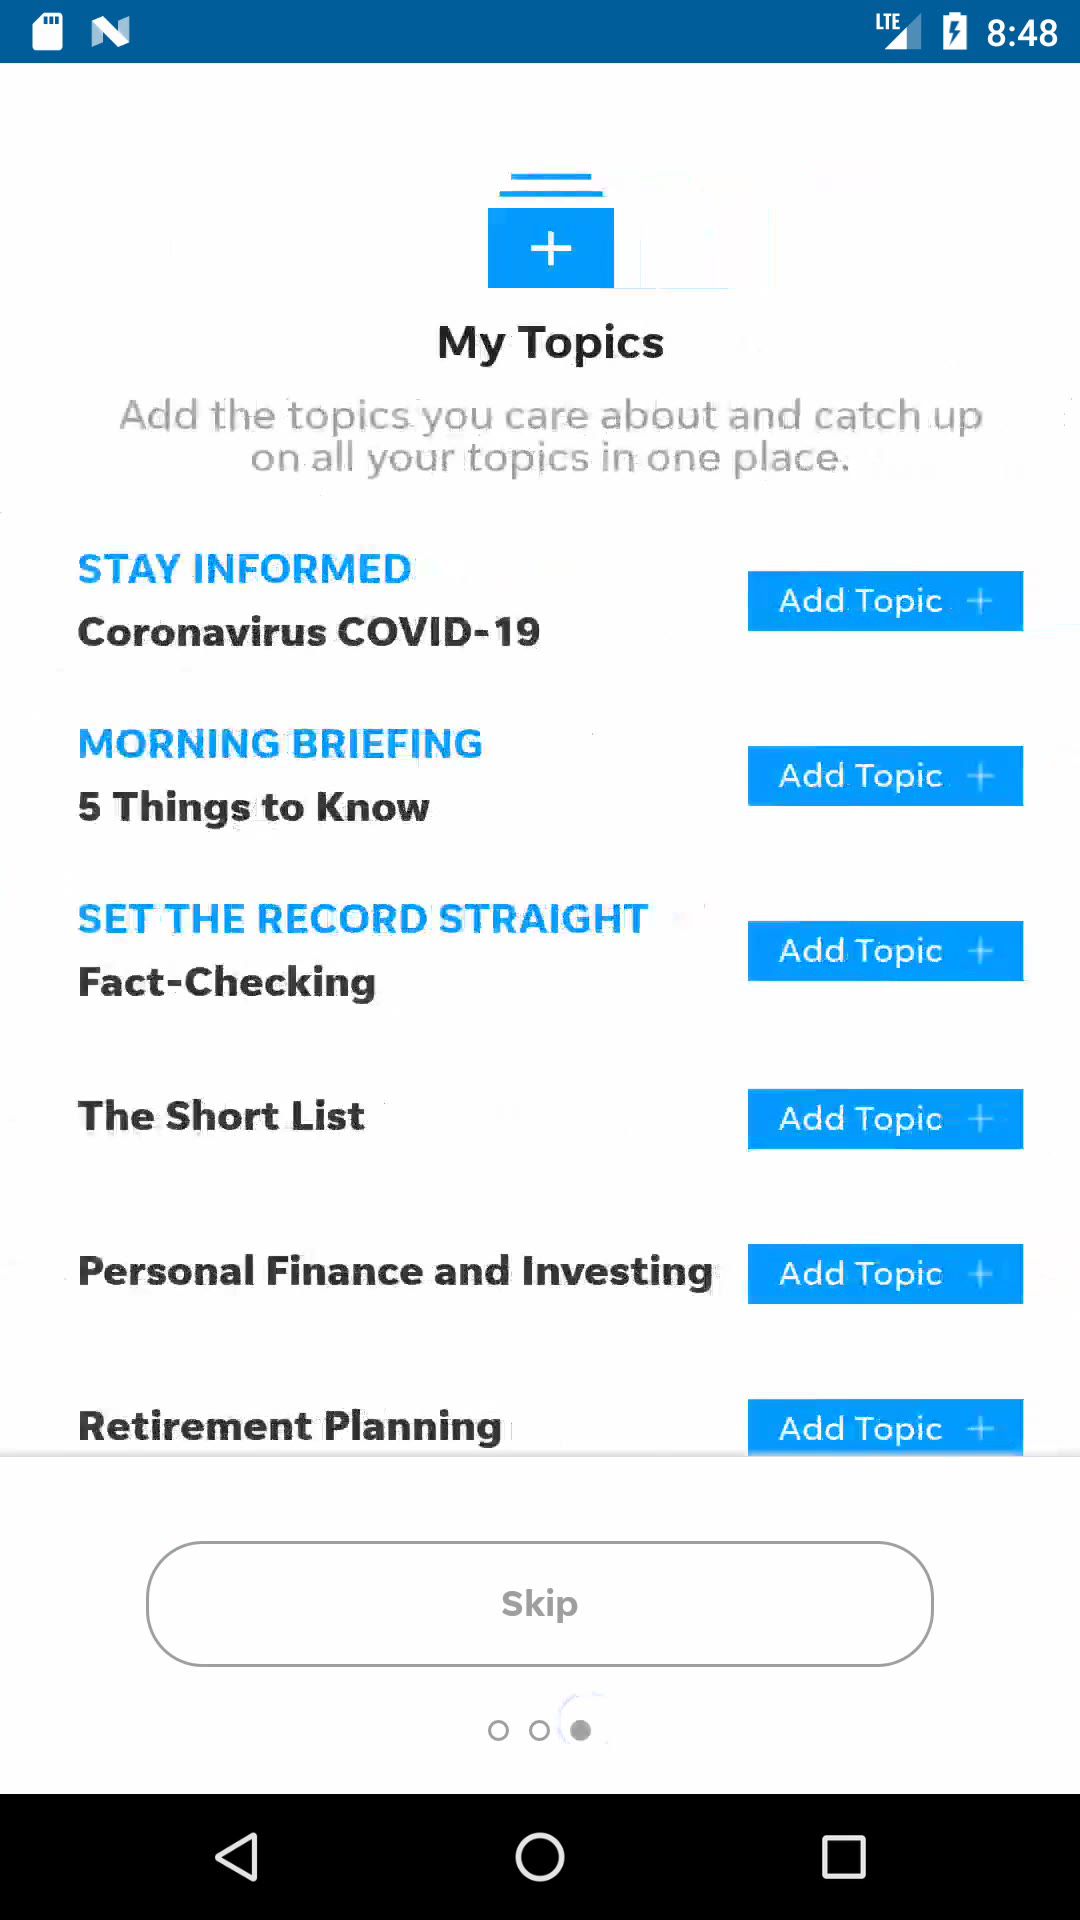 LTE 8:48
My Topics
Add the topics you care about and catch up
on all your topics in one place.
STAY INFORMED
Coronavirus COVID-19
Add Topic +
MORNING BRIEFING
5 Things to Know
Add Topic +
SET THE RECORD STRAIGHT
Fact-Checking
Add Topic +
The Short List
Add Topic +
Personal Finance and Investing
Add Topic +
Retirement Planning
Add Topic +
Skip